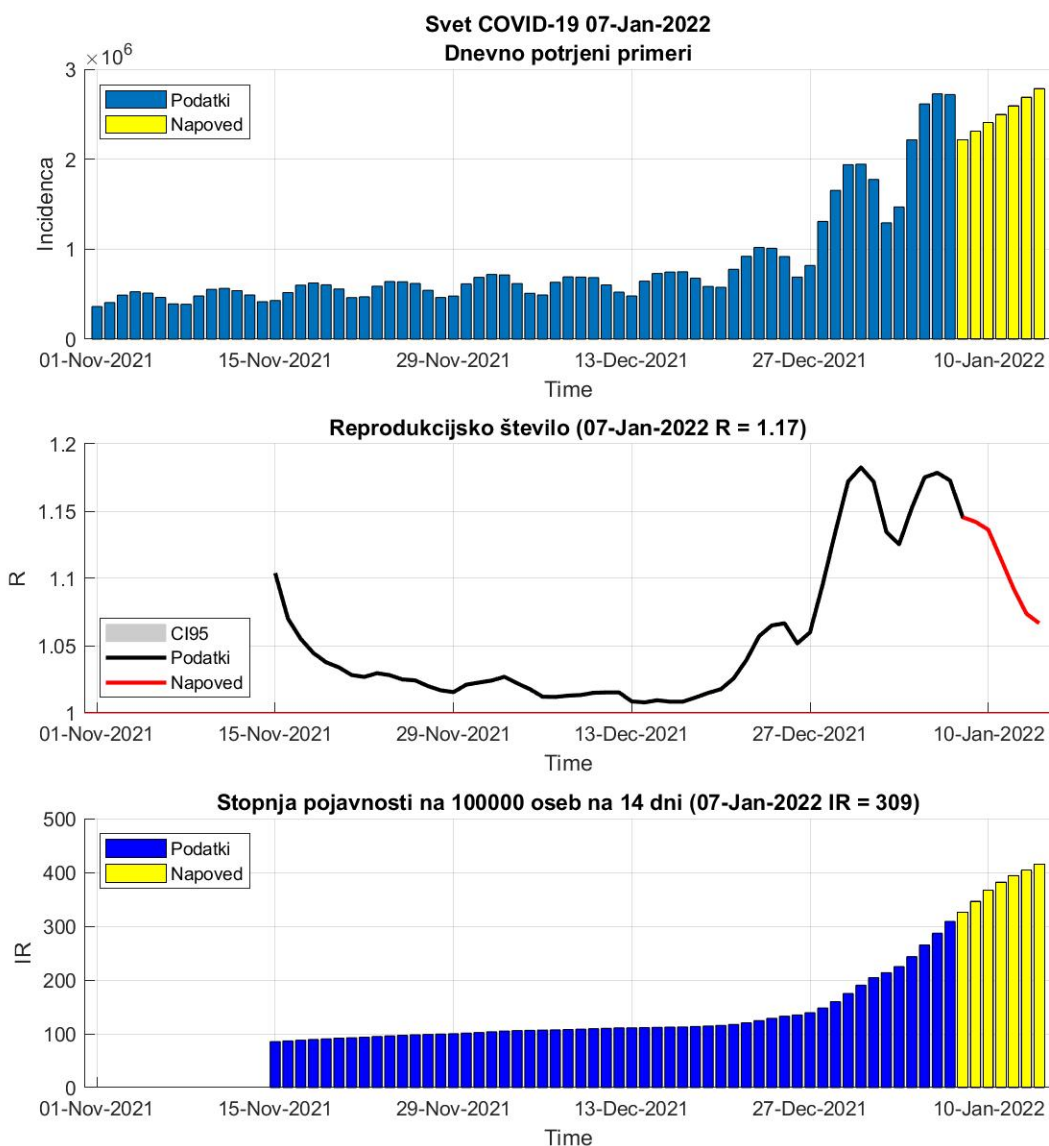 Svet COVID-19 07-Jan-2022
Dnevno potrjeni primeri
×10⁶
3
2
1
0
Incidenca
Podatki
Napoved
01-Nov-2021 15-Nov-2021 29-Nov-2021 13-Dec-2021 27-Dec-2021 10-Jan-2022
Time
Reprodukcijsko število (07-Jan-2022 R = 1.17)
1.2
1.15
1.1
1.05
1
R
CI95
Podatki
Napoved
01-Nov-2021 15-Nov-2021 29-Nov-2021 13-Dec-2021 27-Dec-2021 10-Jan-2022
Time
Stopnja pojavnosti na 100000 oseb na 14 dni (07-Jan-2022 IR = 309)
500
400
300
200
100
0
IR
Podatki
Napoved
01-Nov-2021 15-Nov-2021 29-Nov-2021 13-Dec-2021 27-Dec-2021 10-Jan-2022
Time